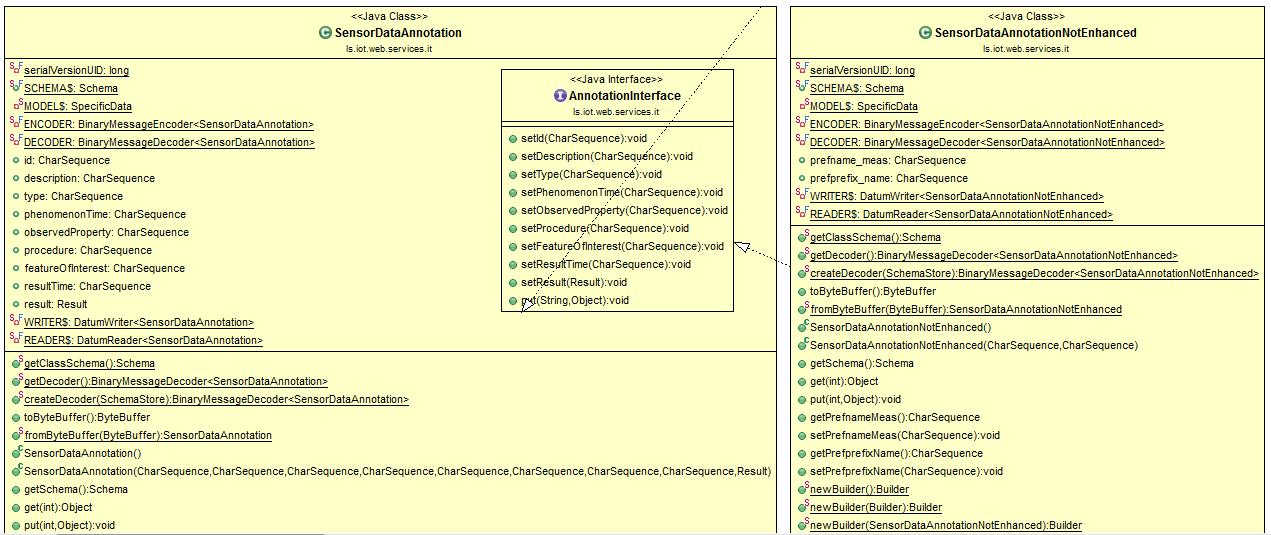 <<Java Class>>
SensorDataAnnotation
ls.iot.web.services.it
serialVersionUID: long
SCHEMA$: Schema
MODEL$: SpecificData
ENCODER: BinaryMessageEncoder<SensorDataAnnotation>
DECODER: BinaryMessageDecoder<SensorDataAnnotation>
id: CharSequence
description: CharSequence
type: CharSequence
phenomenonTime: CharSequence
observedProperty: CharSequence
procedure: CharSequence
featureOfInterest: CharSequence
resultTime: CharSequence
result: Result
WRITER$: DatumWriter<SensorDataAnnotation>
READER$: DatumReader<SensorDataAnnotation>
getClassSchema():Schema
getDecoder():BinaryMessageDecoder<SensorDataAnnotation>
createDecoder(SchemaStore):BinaryMessageDecoder<SensorDataAnnotation>
toByteBuffer():ByteBuffer
fromByteBuffer(ByteBuffer):SensorDataAnnotation
SensorDataAnnotation()
SensorDataAnnotation(CharSequence,CharSequence,CharSequence,CharSequence,CharSequence,CharSequence,CharSequence,CharSequence,Result)
getSchema():Schema
get(int):Object
put(int,Object):void
<<Java Interface>>
AnnotationInterface
ls.iot.web.services.it
setId(CharSequence):void
setDescription(CharSequence):void
setType(CharSequence):void
setPhenomenonTime(CharSequence):void
setObservedProperty(CharSequence):void
setProcedure(CharSequence):void
setFeatureOfInterest(CharSequence):void
setResultTime(CharSequence):void
setResult(Result):void
put(String,Object):void
<<Java Class>>
SensorDataAnnotationNotEnhanced
ls.iot.web.services.it
serialVersionUID: long
SCHEMA$: Schema
MODEL$: SpecificData
ENCODER: BinaryMessageEncoder<SensorDataAnnotationNotEnhanced>
DECODER: BinaryMessageDecoder<SensorDataAnnotationNotEnhanced>
prefname_meas: CharSequence
prefprefix_name: CharSequence
WRITER$: DatumWriter<SensorDataAnnotationNotEnhanced>
READER$: DatumReader<SensorDataAnnotationNotEnhanced>
getClassSchema():Schema
getDecoder():BinaryMessageDecoder<SensorDataAnnotationNotEnhanced>
createDecoder(SchemaStore):BinaryMessageDecoder<SensorDataAnnotationNotEnhanced>
toByteBuffer():ByteBuffer
fromByteBuffer(ByteBuffer):SensorDataAnnotationNotEnhanced
SensorDataAnnotationNotEnhanced()
SensorDataAnnotationNotEnhanced(CharSequence,CharSequence)
getSchema():Schema
get(int):Object
put(int,Object):void
getPrefnameMeas():CharSequence
setPrefnameMeas(CharSequence):void
getPrefprefixName():CharSequence
setPrefprefixName(CharSequence):void
newBuilder():Builder
newBuilder(Builder):Builder
newBuilder(SensorDataAnnotationNotEnhanced):Builder